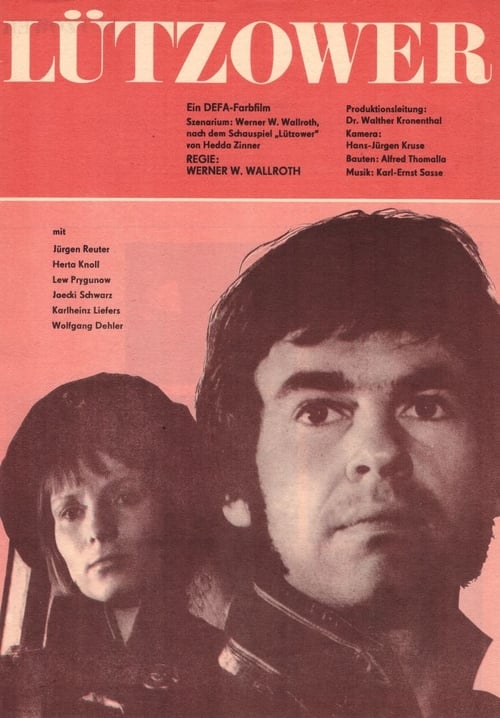 LÜTZOWER
Ein DEFA-Farbfilm
Szenarium: Werner W. Wallroth,
nach dem Schauspiel „Lützower"
von Hedda Zinner
REGIE:
WERNER W. WALLROTH
Produktionsleitung:
Dr. Walther Kronenthal
Kamera:
Hans-Jürgen Kruse
Bauten: Alfred Thomalla
Musik: Karl-Ernst Sasse
mit
Jürgen Reuter
Herta Knoll
Lew Prygunow
Jaecki Schwarz
Karlheinz Liefers
Wolfgang Dehler